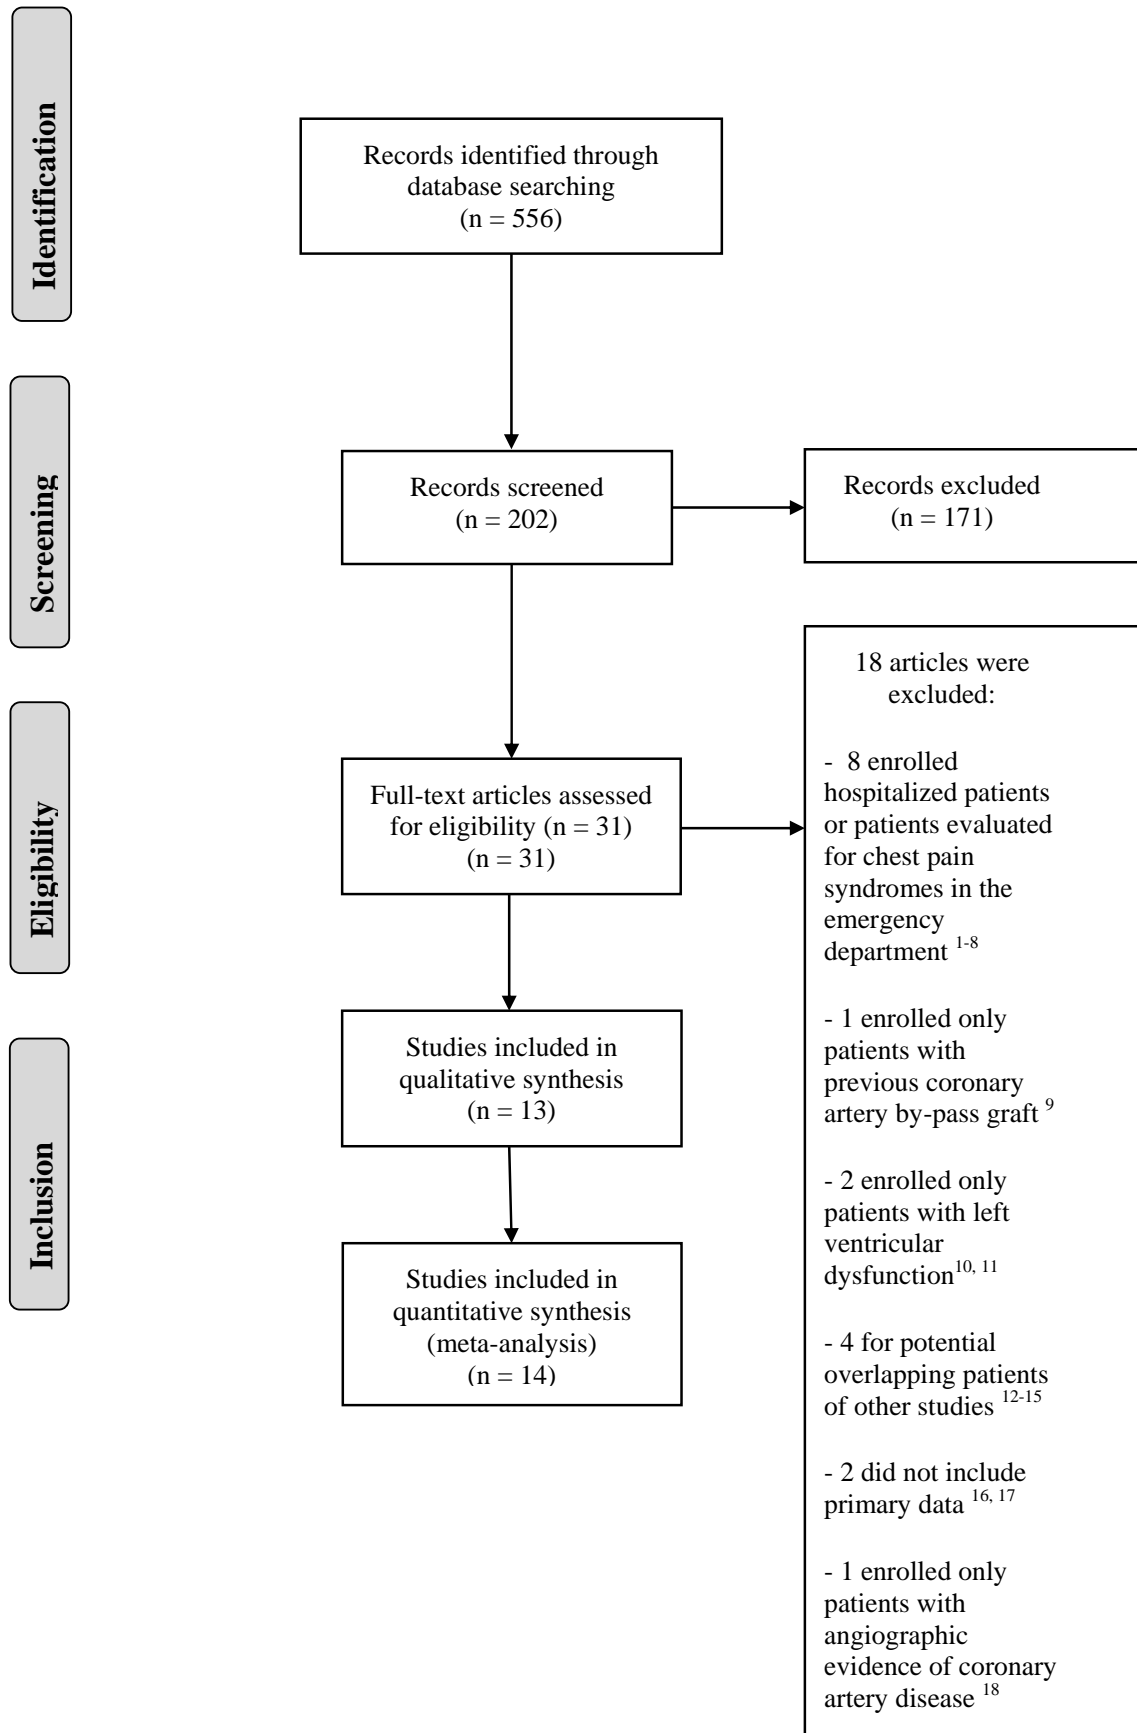 Identification
Records identified through
database searching
(n = 556)
Screening
Records screened
(n = 202)
Records excluded
(n = 171)
Eligibility
Full-text articles assessed
for eligibility (n = 31)
(n = 31)
18 articles were
excluded:
- 8 enrolled
hospitalized patients
or patients evaluated
for chest pain
syndromes in the
emergency
department 1-8
- 1 enrolled only
patients with
previous coronary
artery by-pass graft 9
- 2 enrolled only
patients with left
ventricular
dysfunction10, 11
- 4 for potential
overlapping patients
of other studies 12-15
- 2 did not include
primary data 16, 17
- 1 enrolled only
patients with
angiographic
evidence of coronary
artery disease 18
Inclusion
Studies included in
qualitative synthesis
(n = 13)
Studies included in
quantitative synthesis
(meta-analysis)
(n = 14)